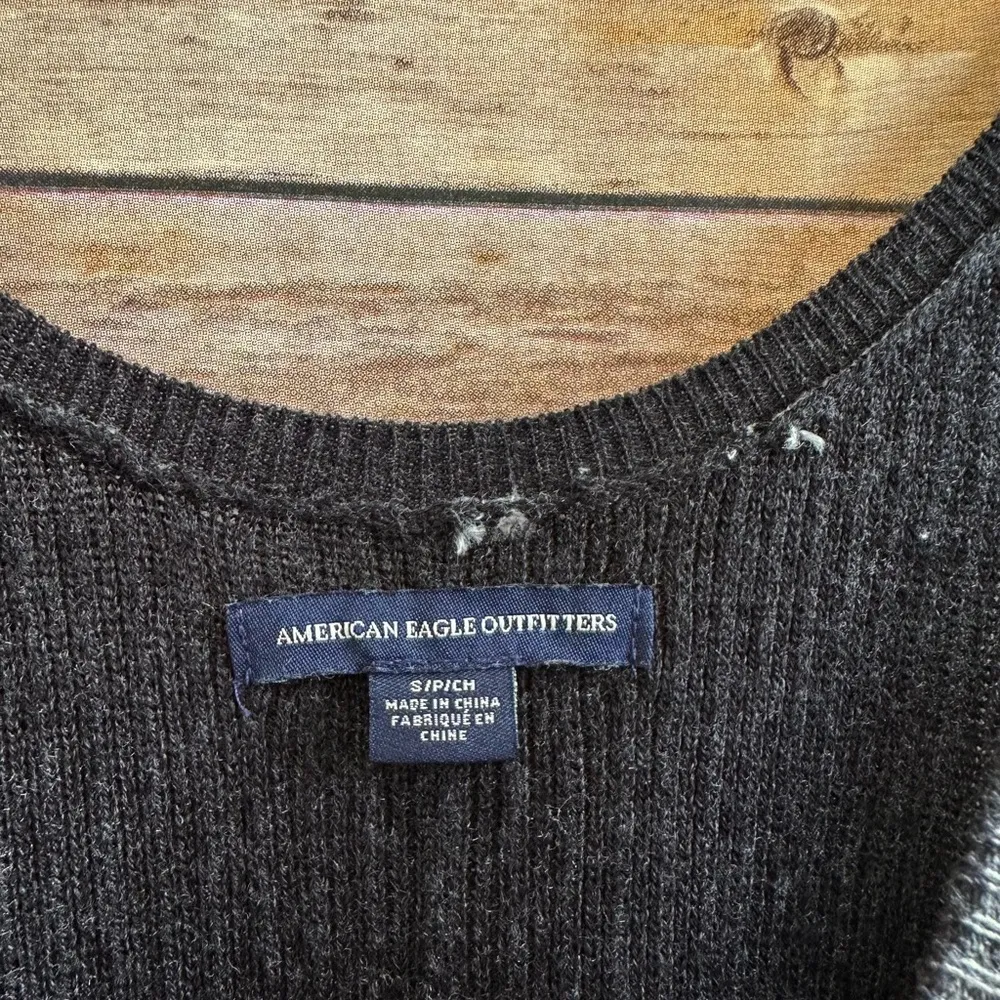 AMERICAN EAGLE OUTFITTERS
S/P/CH
MADE IN CHINA
FABRIQUÉ EN
CHINE